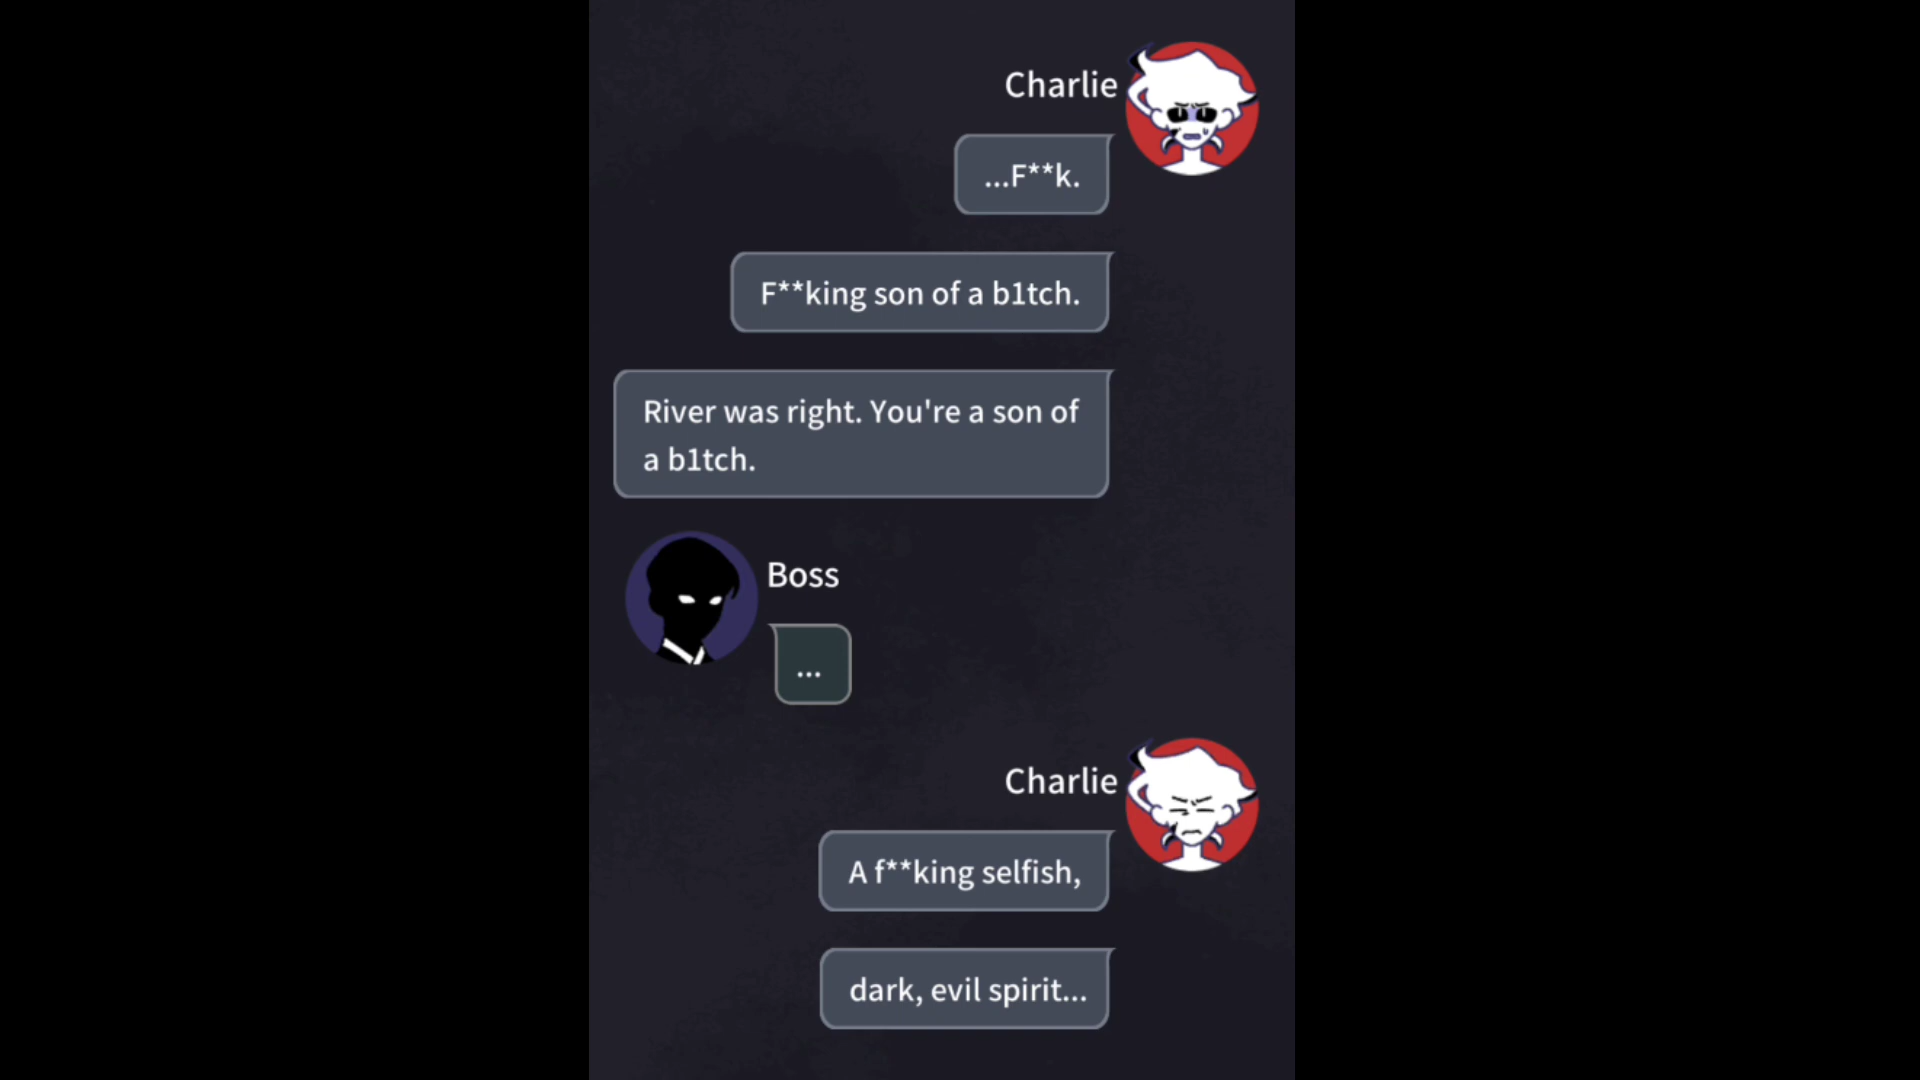 Charlie
...F**k.
F**king son of a b1tch.
River was right. You're a son of
a b1tch.
Boss
...
Charlie
A f**king selfish,
dark, evil spirit...